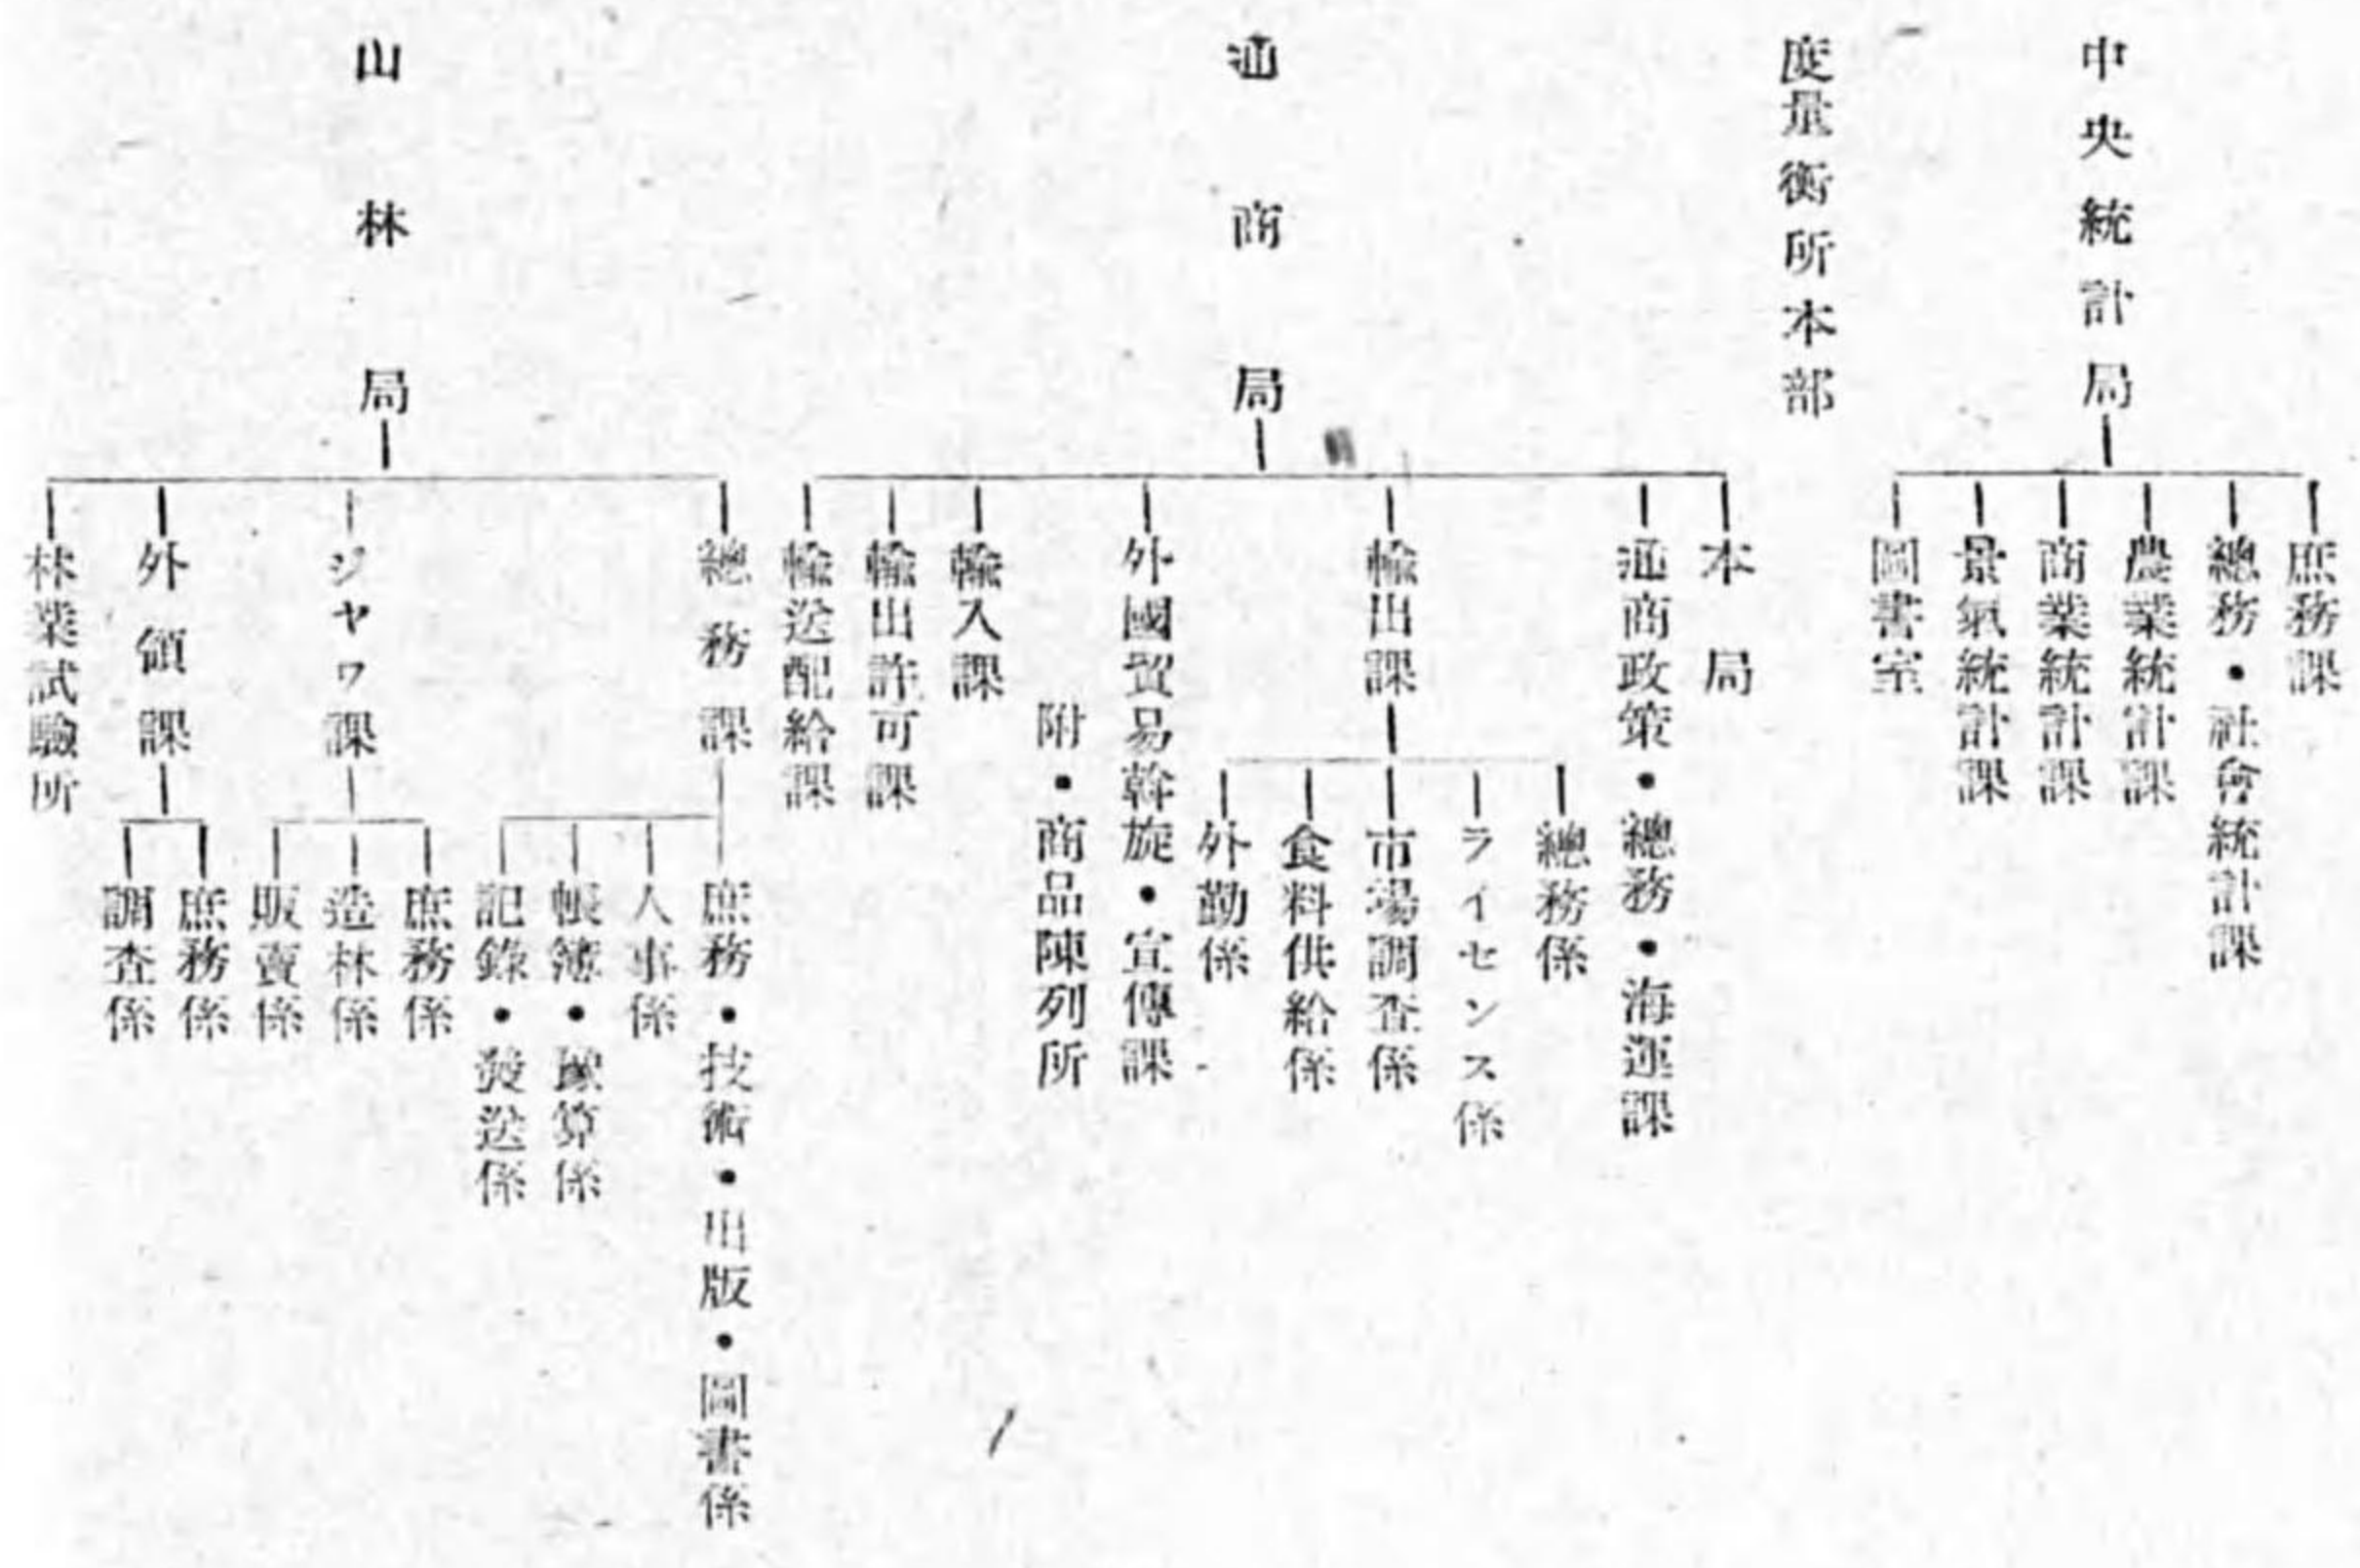 中央統計局
庶務課
總務・社會統計課
農業統計課
商業統計課
景氣統計課
圖書室
度量衡所本部
通商局
本局
通商政策・總務・海運課
輸出課
總務係
ライセンス係
市場調査係
食料供給係
外勤係
外國貿易斡旋・宣傳課
附・商品陳列所
輸入課
輸出許可課
輸送配給課
山林局
總務課
庶務・技術・出版・圖書係
人事係
帳簿・豫算係
記錄・發送係
ジヤワ課
庶務係
造林係
販賣係
外領課
庶務係
調査係
林業試驗所